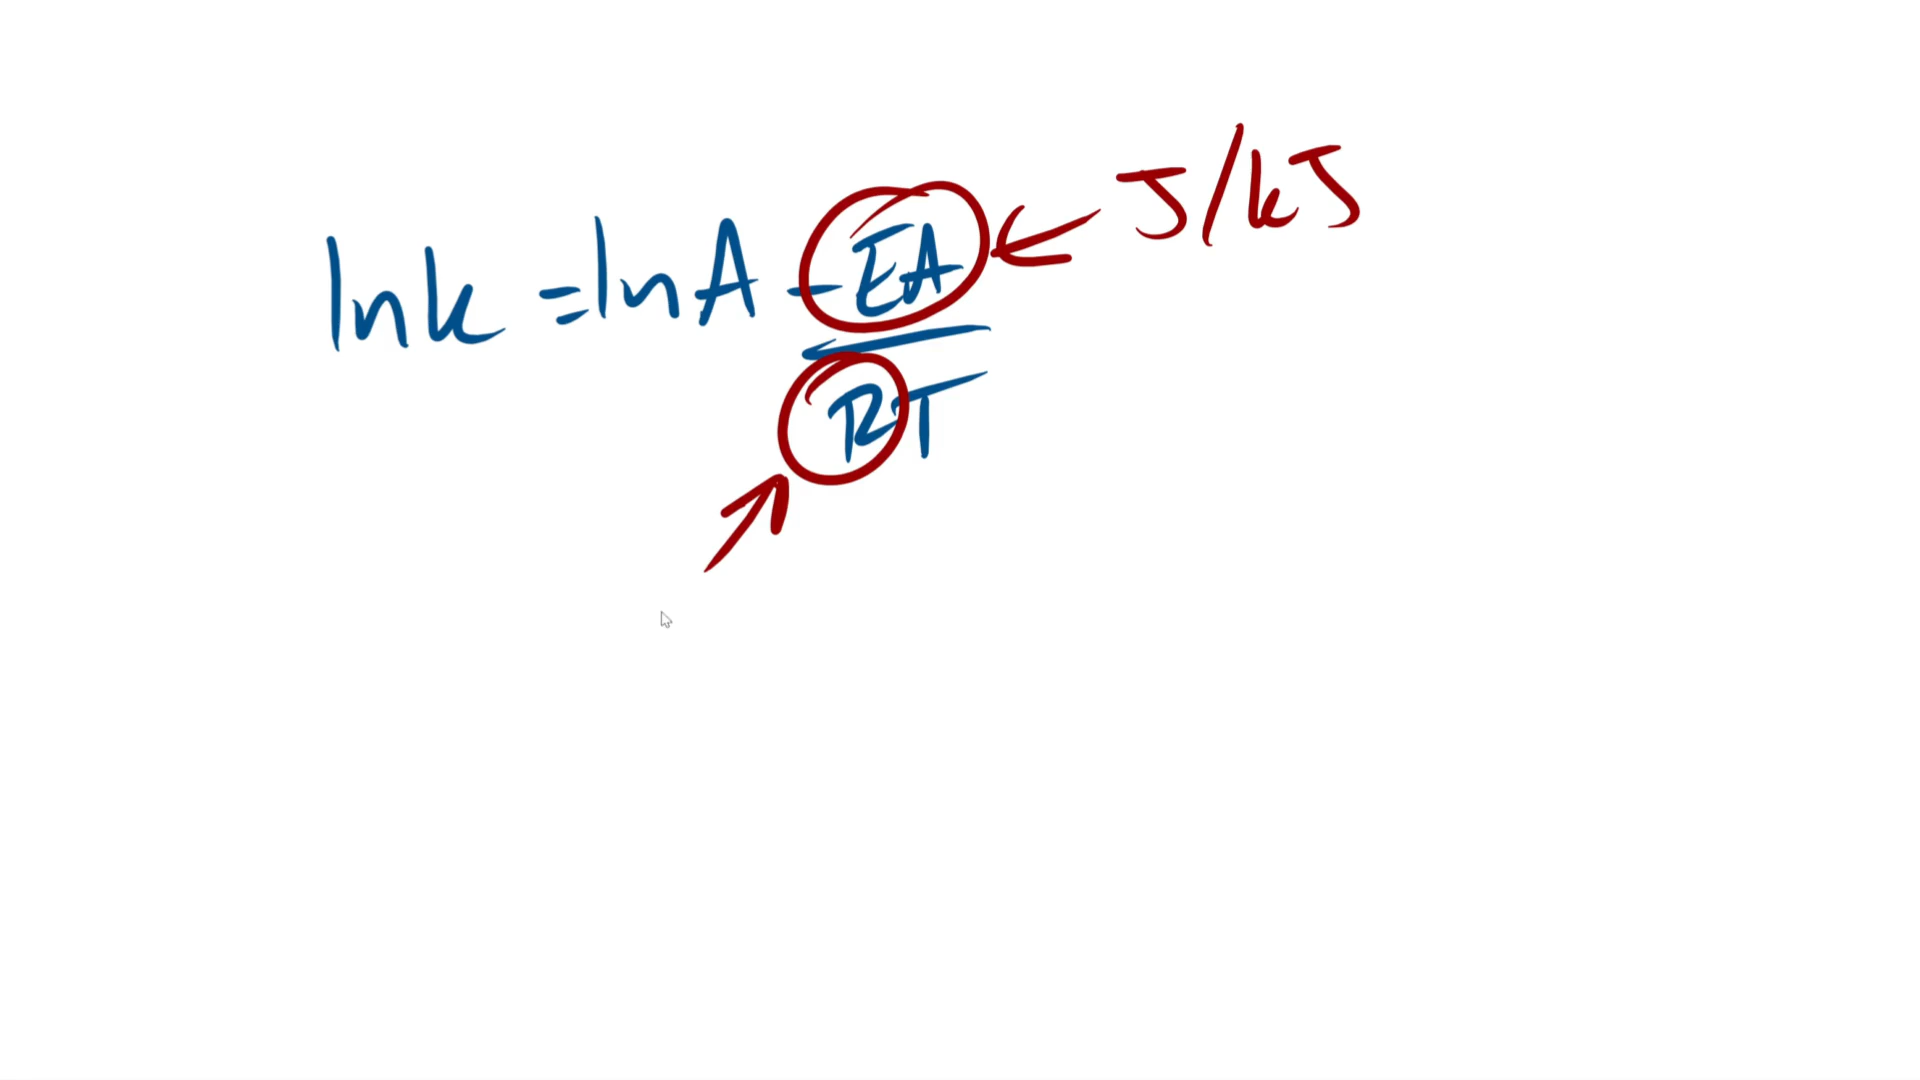 J/kJ
lnk = lnA - EA
RT